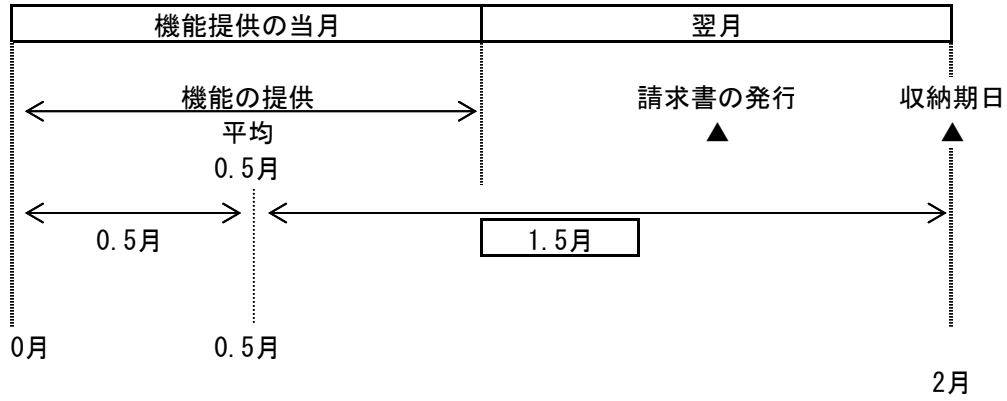 機能提供の当月 翌月
機能の提供 請求書の発行 収納期日
平均 ▲ ▲
0.5月
0.5月 1.5月
0月 0.5月
2月